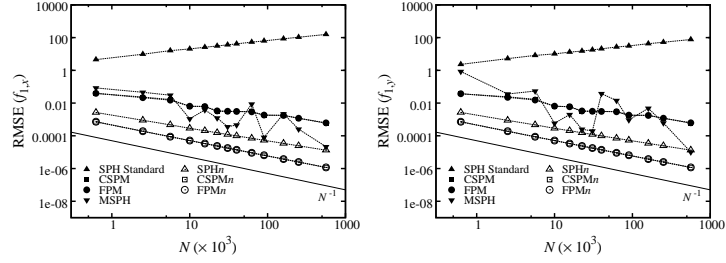 10000
100
1
0.01
0.0001
1e-06
1e-08
RMSE (f1,x)
SPH Standard
CSPM
FPM
MSPH
SPHn
CSPMn
FPMn
N⁻¹
1
10
100
1000
N (× 10³)
10000
100
1
0.01
0.0001
1e-06
1e-08
RMSE (f1,y)
SPH Standard
CSPM
FPM
MSPH
SPHn
CSPMn
FPMn
N⁻¹
1
10
100
1000
N (× 10³)